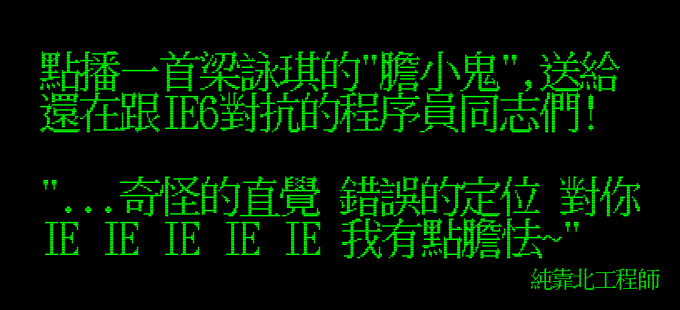 點播一首梁詠琪的"膽小鬼",送給
還在跟IE6對抗的程序員同志們!
"...奇怪的直覺 錯誤的定位 對你
IE IE IE IE IE 我有點膽怯~"
純靠北工程師